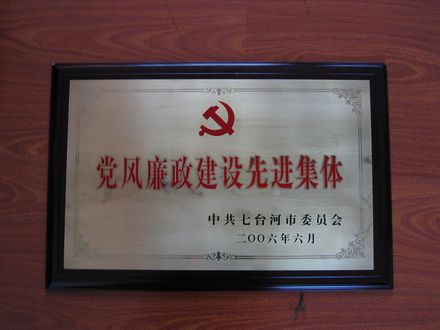 党风廉政建设先进集体
中共七台河市委员会
二〇〇六年六月